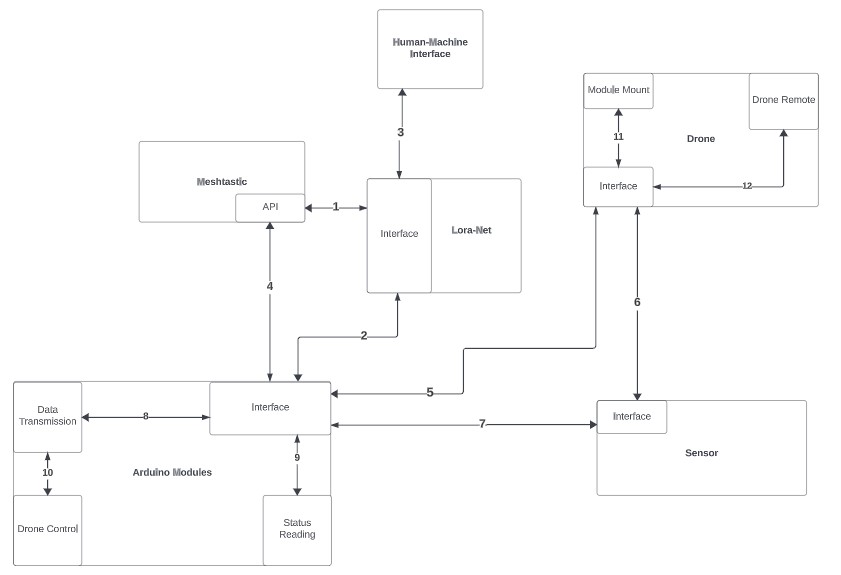 Human-Machine
Interface
Module Mount
Drone Remote
11
Drone
3
Meshtastic
Interface
12
API
1
Interface
Lora-Net
4
6
2
5
Data
Transmission
8
Interface
7
Interface
Sensor
9
10
Arduino Modules
Drone Control
Status
Reading